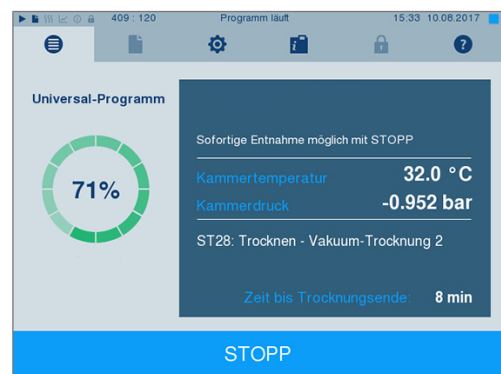 409 : 120 Programm läuft 15:33 10.08.2017
Universal-Programm
71%
Sofortige Entnahme möglich mit STOPP
Kammertemperatur 32.0 °C
Kammerdruck -0.952 bar
ST28: Trocknen - Vakuum-Trocknung 2
Zeit bis Trocknungsende: 8 min
STOPP